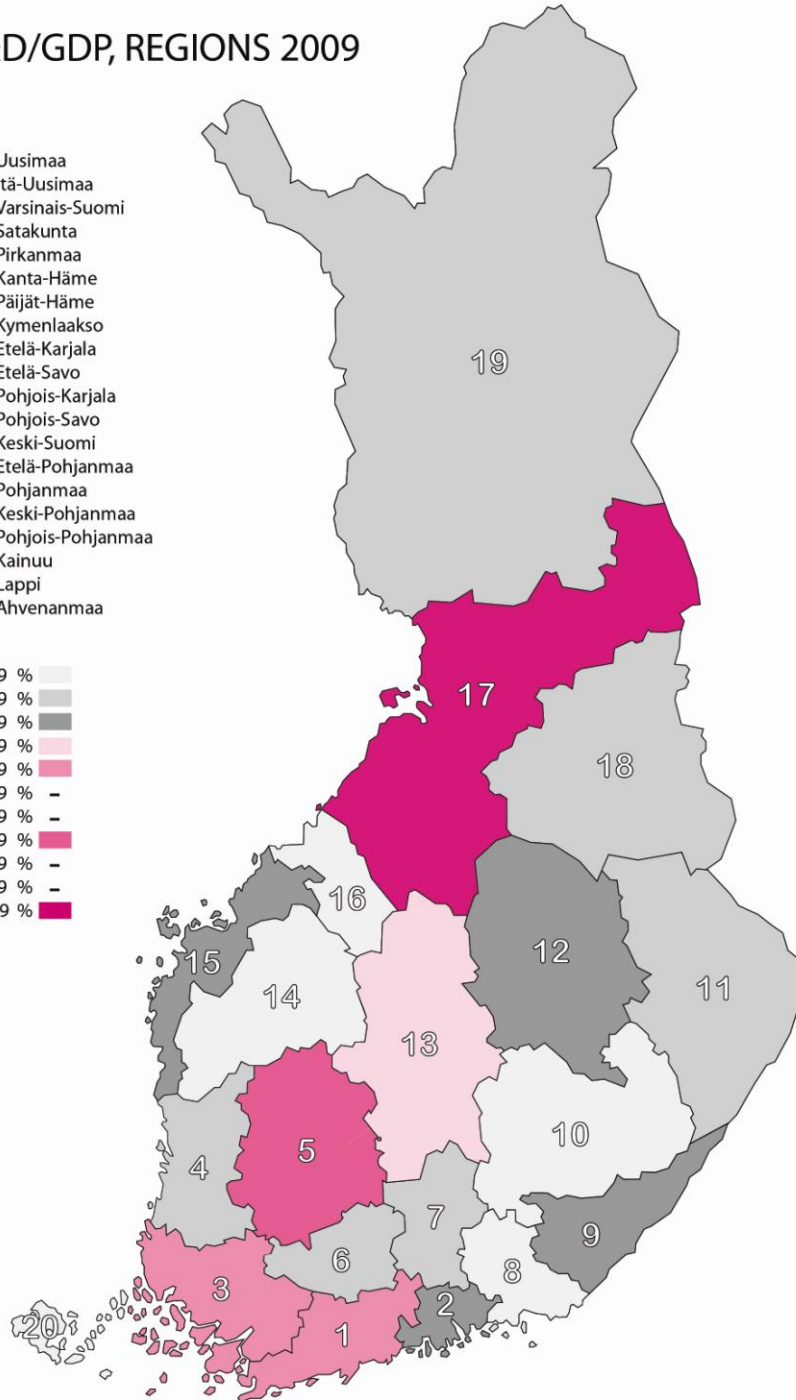 D/GDP, REGIONS 2009
Uusimaa
tä-Uusimaa
Varsinais-Suomi
Satakunta
Pirkanmaa
Kanta-Häme
Päijät-Häme
Kymenlaakso
Etelä-Karjala
Etelä-Savo
Pohjois-Karjala
Pohjois-Savo
Keski-Suomi
Etelä-Pohjanmaa
Pohjanmaa
Keski-Pohjanmaa
Pohjois-Pohjanmaa
Kainuu
Lappi
Ahvenanmaa
9 %
9 %
9 %
9 %
9 %
9 % –
9 % –
9 %
9 % –
9 % –
9 %
19
17
18
16
12
15
11
14
13
10
5
4
7
9
6
8
3
2
20
1